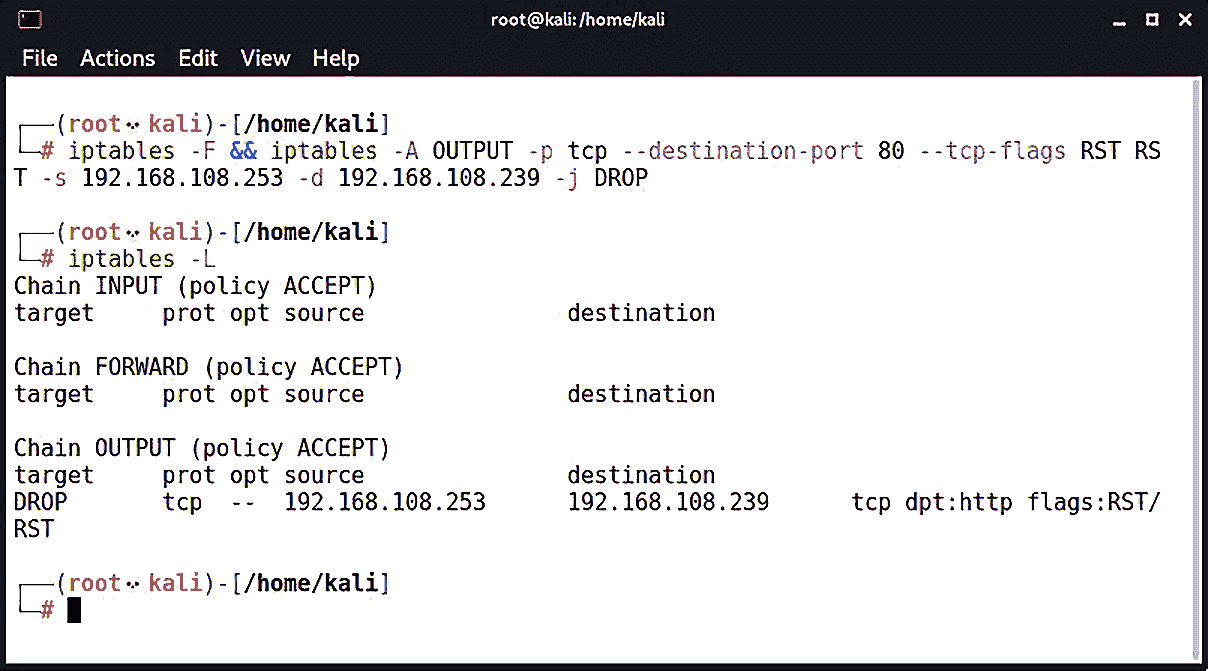 root@kali:/home/kali
File Actions Edit View Help
┌──(root💀kali)-[/home/kali]
└─# iptables -F && iptables -A OUTPUT -p tcp --destination-port 80 --tcp-flags RST RS
T -s 192.168.108.253 -d 192.168.108.239 -j DROP
┌──(root💀kali)-[/home/kali]
└─# iptables -L
Chain INPUT (policy ACCEPT)
target     prot opt source               destination
Chain FORWARD (policy ACCEPT)
target     prot opt source               destination
Chain OUTPUT (policy ACCEPT)
target     prot opt source               destination
DROP       tcp  --  192.168.108.253      192.168.108.239      tcp dpt:http flags:RST/
RST
┌──(root💀kali)-[/home/kali]
└─#